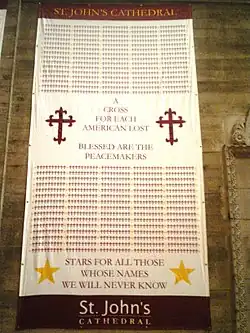 ST. JOHN'S CATHEDRAL
A
CROSS
FOR EACH
AMERICAN LOST
BLESSED ARE THE
PEACEMAKERS
STARS FOR ALL THOSE
WHOSE NAMES
WE WILL NEVER KNOW
St. John's
CATHEDRAL